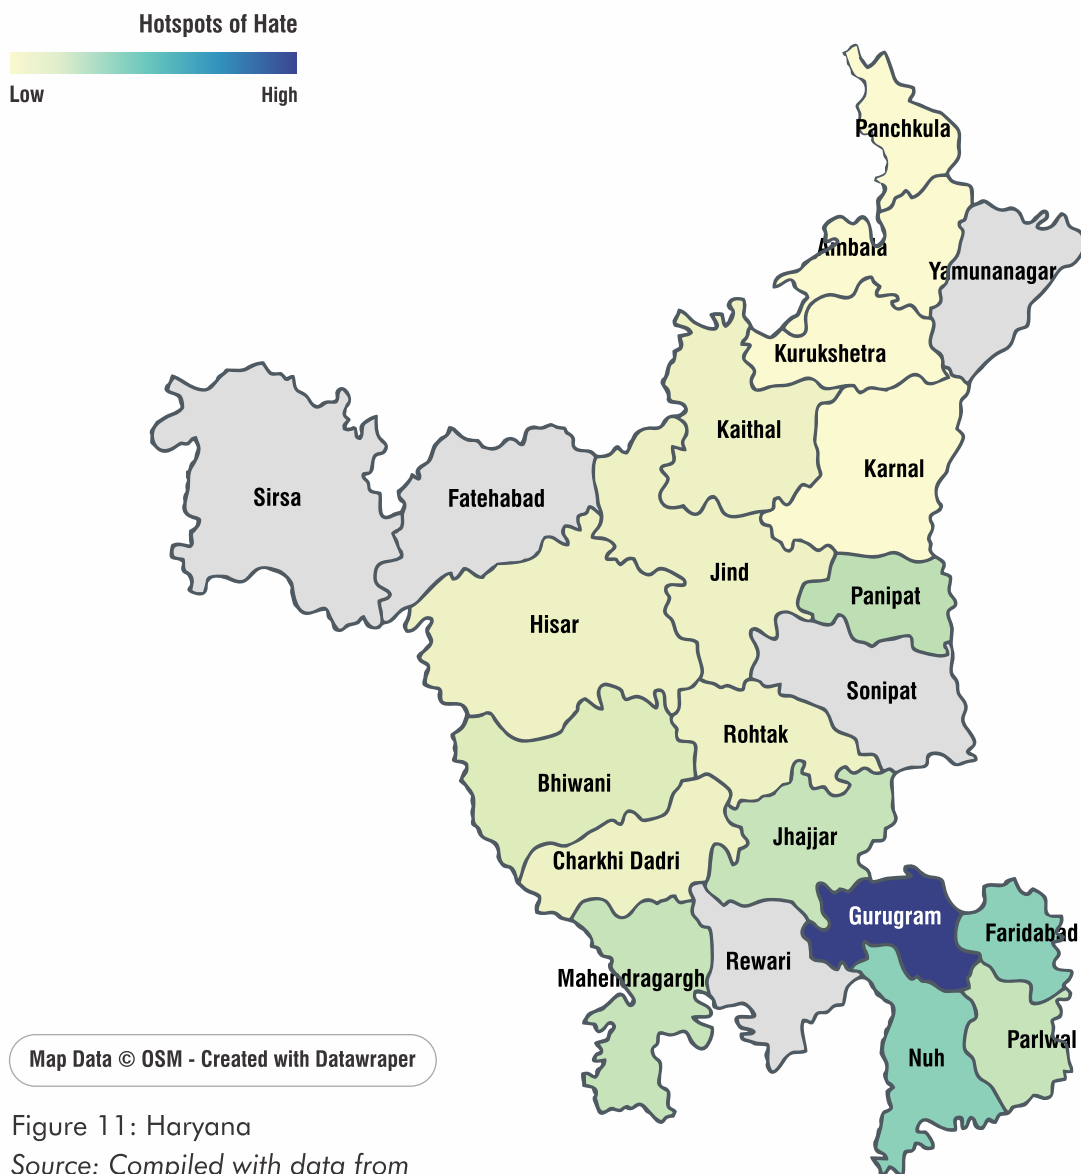 Hotspots of Hate
Low High
Panchkula
Ambala
Yamunanagar
Kurukshetra
Kaithal
Karnal
Sirsa
Fatehabad
Jind
Panipat
Hisar
Sonipat
Rohtak
Bhiwani
Jhajjar
Charkhi Dadri
Gurugram
Faridabad
Rewari
Mahendragargh
Parlwal
Nuh
Map Data © OSM - Created with Datawraper
Figure 11: Haryana
Source: Compiled with data from